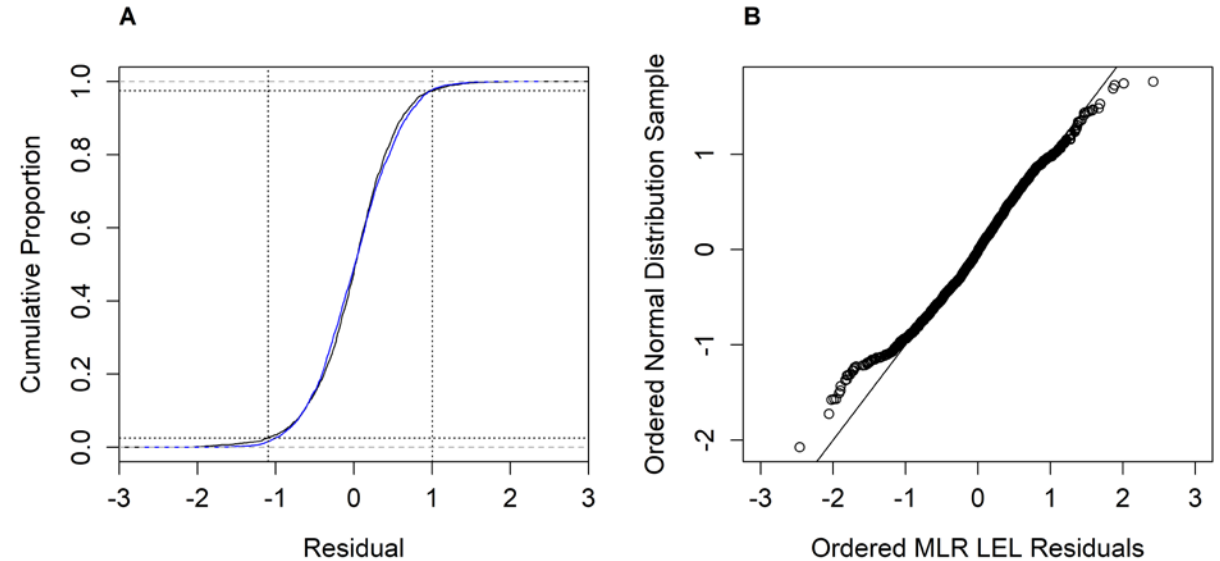 A
Cumulative Proportion
1.0
0.8
0.6
0.4
0.2
0.0
-3 -2 -1 0 1 2 3
Residual
B
Ordered Normal Distribution Sample
1
0
-1
-2
-3 -2 -1 0 1 2 3
Ordered MLR LEL Residuals